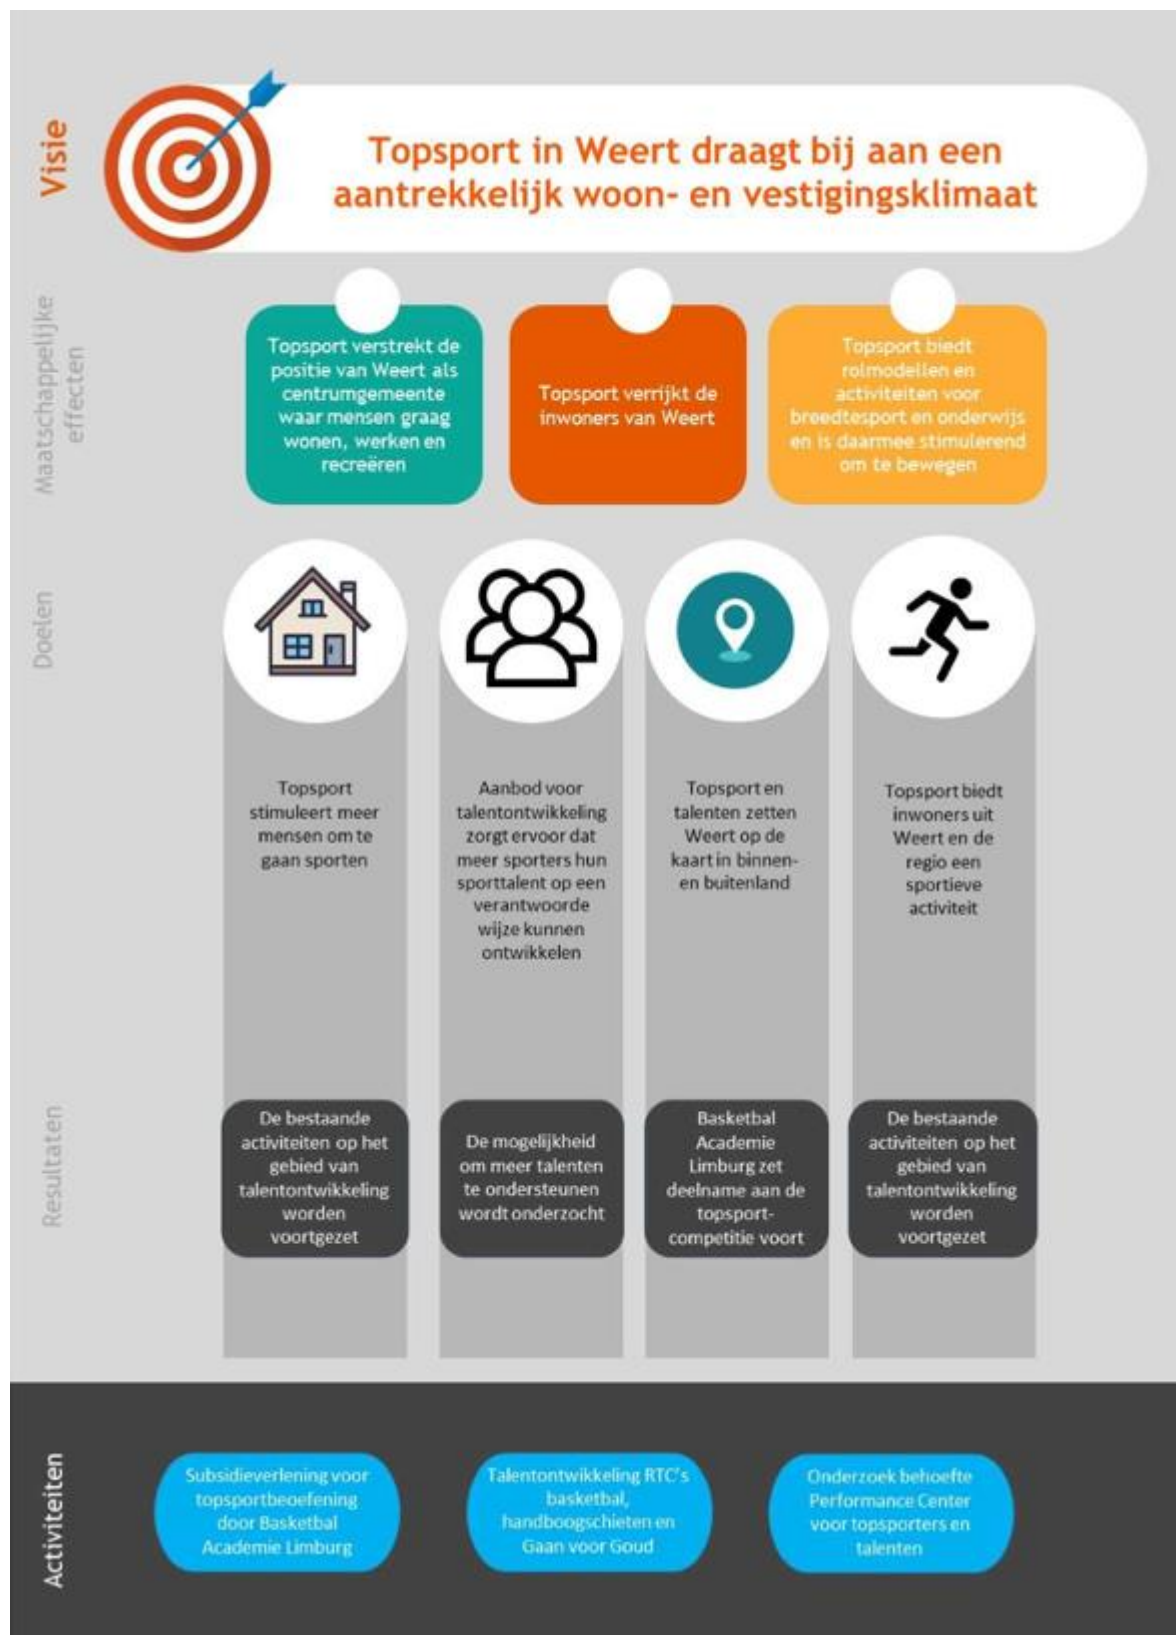 Visie
Topsport in Weert draagt bij aan een
aantrekkelijk woon- en vestigingsklimaat
Maatschappelijke
effecten
Topsport verstrekt de
positie van Weert als
centrumgemeente
waar mensen graag
wonen, werken en
recreëren
Topsport verrijkt de
inwoners van Weert
Topsport biedt
rolmodellen en
activiteiten voor
breedtesport en onderwijs
en is daarmee stimulerend
om te bewegen
Doelen
Topsport
stimuleert meer
mensen om te
gaan sporten
Aanbod voor
talentontwikkeling
zorgt ervoor dat
meer sporters hun
sporttalent op een
verantwoorde
wijze kunnen
ontwikkelen
Topsport en
talenten zetten
Weert op de
kaart in binnen-
en buitenland
Topsport biedt
inwoners uit
Weert en de
regio een
sportieve
activiteit
Resultaten
De bestaande
activiteiten op het
gebied van
talentontwikkeling
worden
voortgezet
De mogelijkheid
om meer talenten
te ondersteunen
wordt onderzocht
Basketbal
Academie
Limburg zet
deelname aan de
topsport-
competitie voort
De bestaande
activiteiten op het
gebied van
talentontwikkeling
worden
voortgezet
Activiteiten
Subsidieverlening voor
topsportbeoefening
door Basketbal
Academie Limburg
Talentontwikkeling RTC's
basketbal,
handboogschieten en
Gaan voor Goud
Onderzoek behoefte
Performance Center
voor topsporters en
talenten